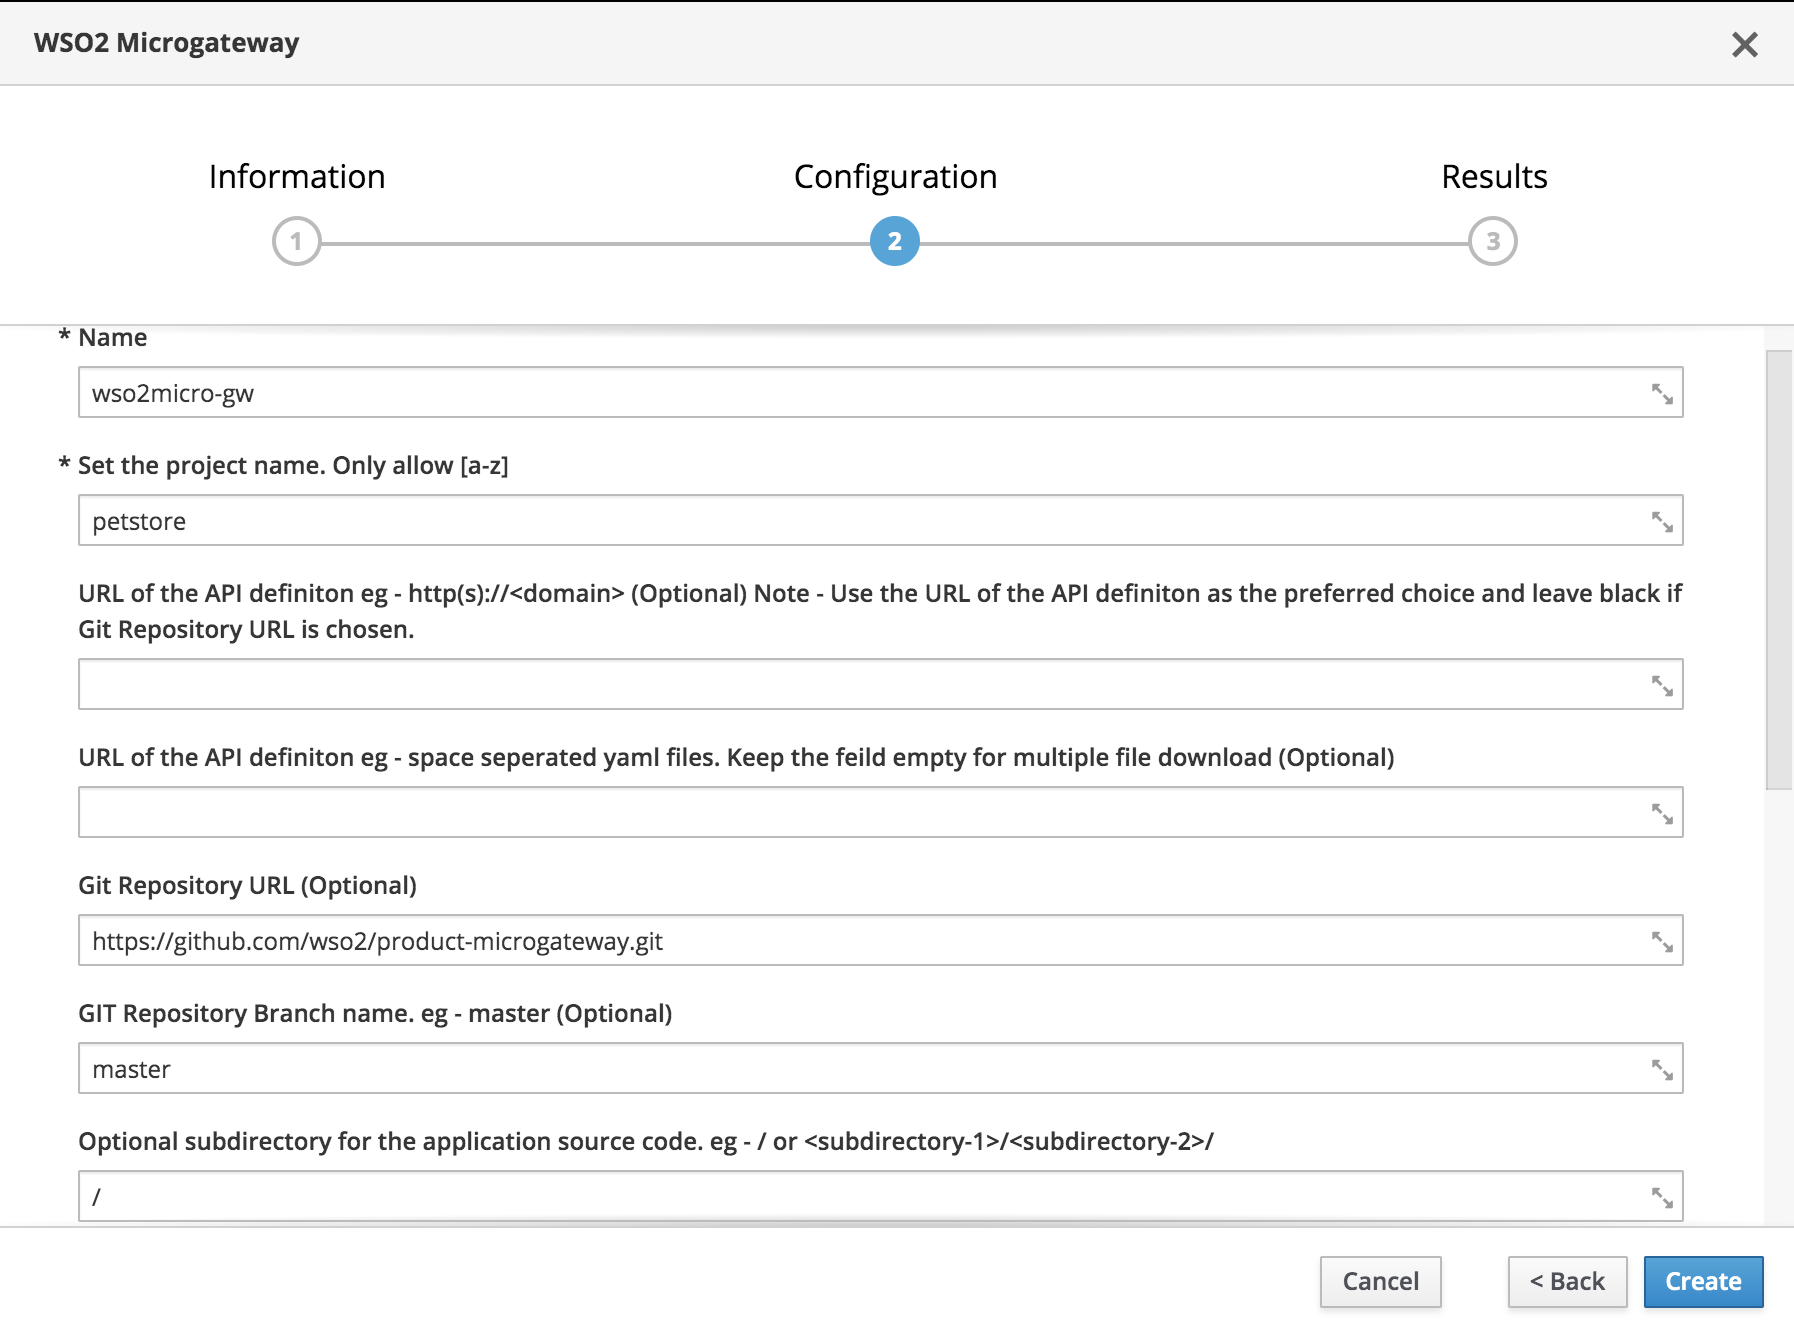 WSO2 Microgateway
Information
Configuration
Results
1
2
3
* Name
wso2micro-gw
* Set the project name. Only allow [a-z]
petstore
URL of the API definiton eg - http(s)://<domain> (Optional) Note - Use the URL of the API definiton as the preferred choice and leave black if
Git Repository URL is chosen.
URL of the API definiton eg - space seperated yaml files. Keep the feild empty for multiple file download (Optional)
Git Repository URL (Optional)
https://github.com/wso2/product-microgateway.git
GIT Repository Branch name. eg - master (Optional)
master
Optional subdirectory for the application source code. eg - / or <subdirectory-1>/<subdirectory-2>/
/
Cancel
< Back
Create